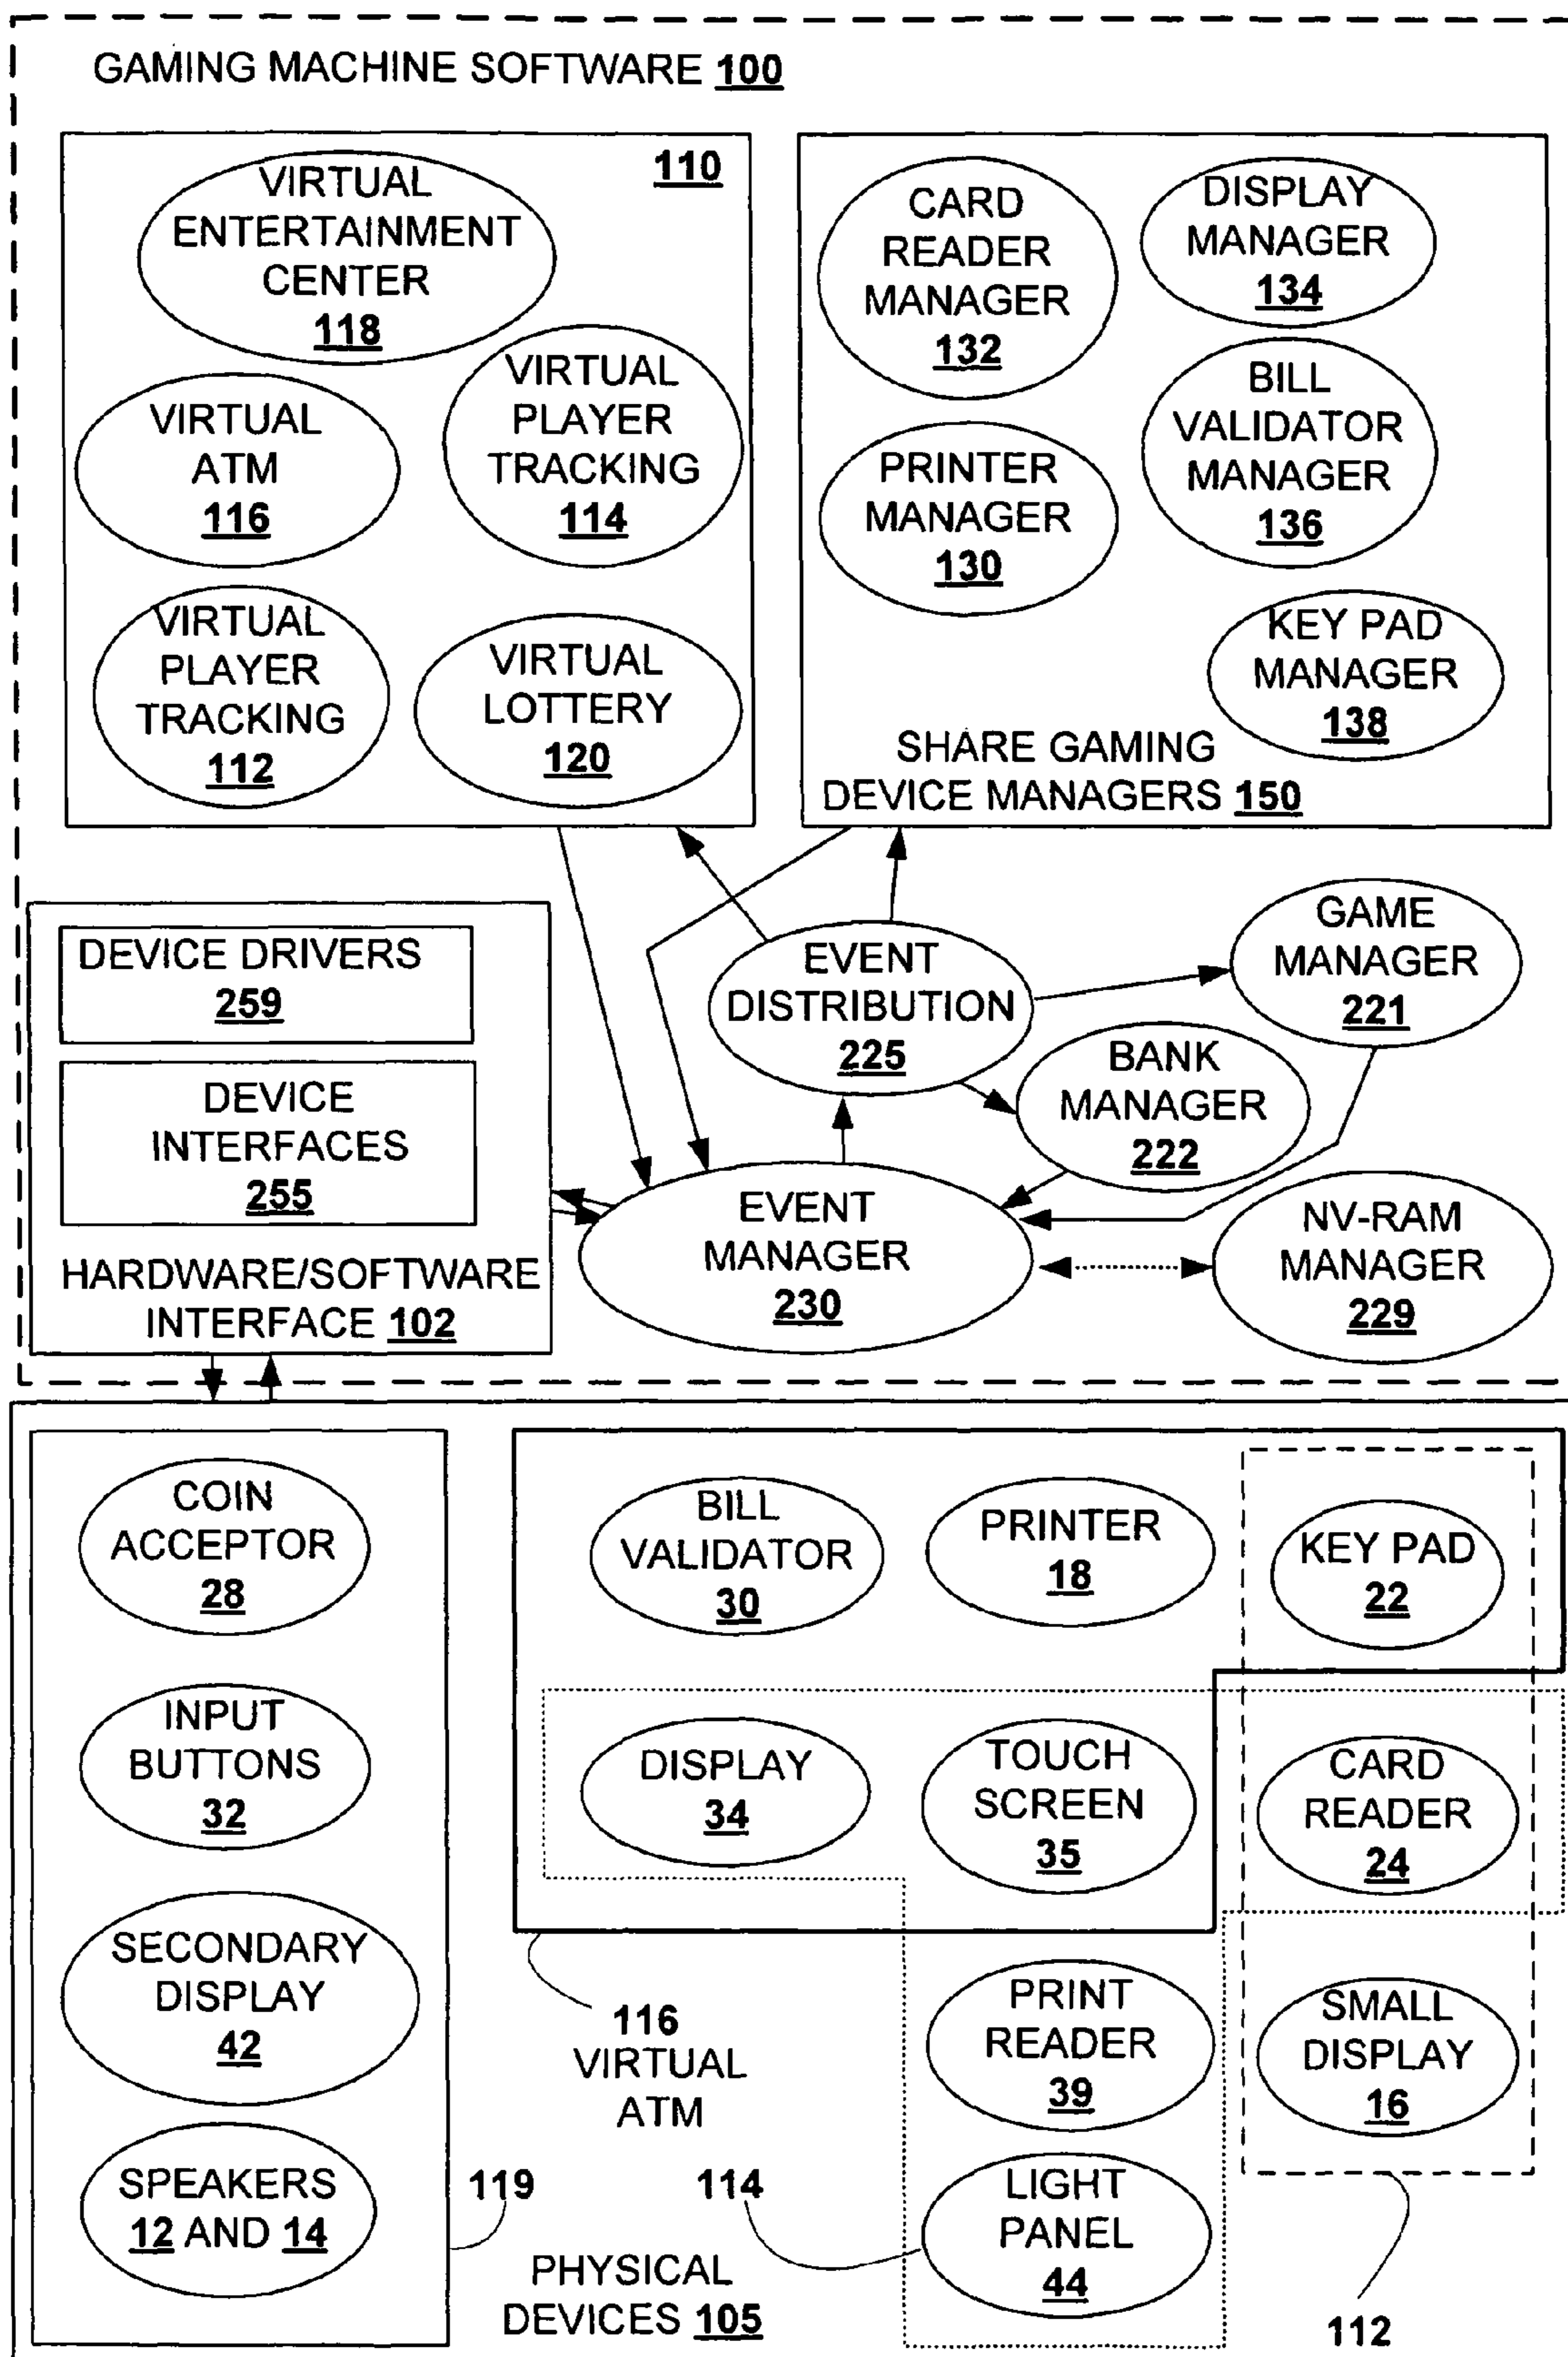 GAMING MACHINE SOFTWARE 100
110
VIRTUAL
ENTERTAINMENT
CENTER
118
VIRTUAL
PLAYER
TRACKING
114
VIRTUAL
ATM
116
VIRTUAL
PLAYER
TRACKING
112
VIRTUAL
LOTTERY
120
CARD
READER
MANAGER
132
DISPLAY
MANAGER
134
BILL
VALIDATOR
MANAGER
136
PRINTER
MANAGER
130
KEY PAD
MANAGER
138
SHARE GAMING
DEVICE MANAGERS 150
DEVICE DRIVERS
259
DEVICE
INTERFACES
255
HARDWARE/SOFTWARE
INTERFACE 102
EVENT
DISTRIBUTION
225
GAME
MANAGER
221
BANK
MANAGER
222
EVENT
MANAGER
230
NV-RAM
MANAGER
229
COIN
ACCEPTOR
28
INPUT
BUTTONS
32
SECONDARY
DISPLAY
42
SPEAKERS
12 AND 14
119
BILL
VALIDATOR
30
PRINTER
18
KEY PAD
22
DISPLAY
34
TOUCH
SCREEN
35
CARD
READER
24
116
VIRTUAL
ATM
PRINT
READER
39
SMALL
DISPLAY
16
114
LIGHT
PANEL
44
112
PHYSICAL
DEVICES 105